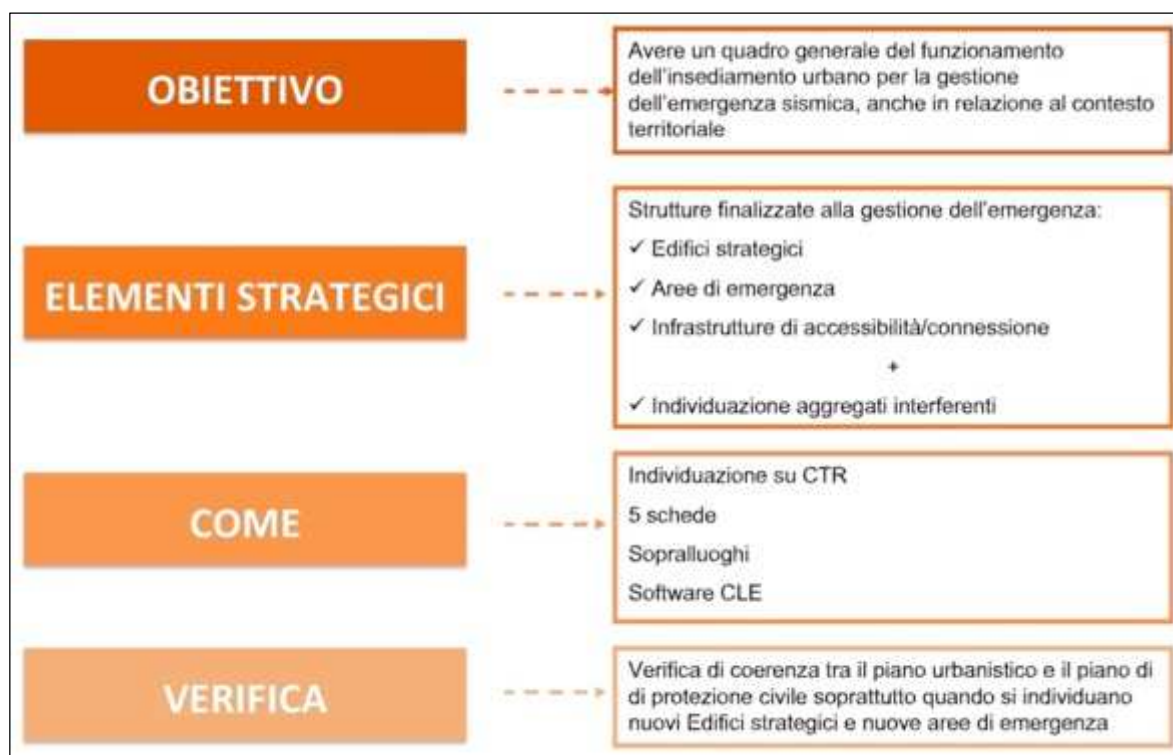 OBIETTIVO
Avere un quadro generale del funzionamento
dell'insediamento urbano per la gestione
dell'emergenza sismica, anche in relazione al contesto
territoriale
ELEMENTI STRATEGICI
Strutture finalizzate alla gestione dell'emergenza:
✓ Edifici strategici
✓ Aree di emergenza
✓ Infrastrutture di accessibilità/connessione
+
✓ Individuazione aggregati interferenti
COME
Individuazione su CTR
5 schede
Sopralluoghi
Software CLE
VERIFICA
Verifica di coerenza tra il piano urbanistico e il piano di
di protezione civile soprattutto quando si individuano
nuovi Edifici strategici e nuove aree di emergenza